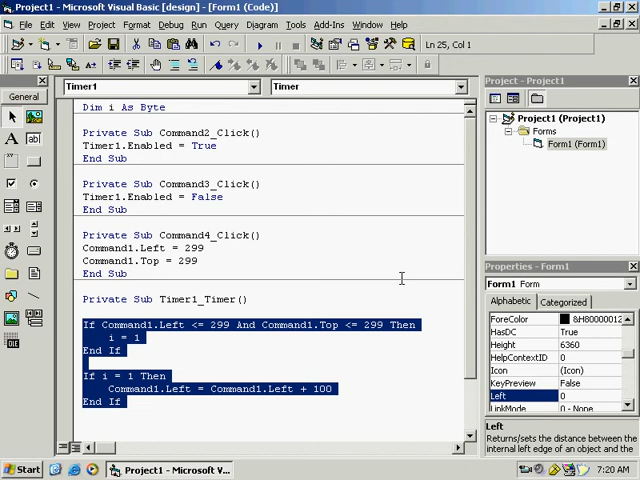 Project1 - Microsoft Visual Basic [design] - [Form1 (Code)]
File Edit View Project Format Debug Run Query Diagram Tools Add-Ins Window Help
Ln 25, Col 1
General
Timer1
Timer
Dim i As Byte
Private Sub Command2_Click()
Timer1.Enabled = True
End Sub
Private Sub Command3_Click()
Timer1.Enabled = False
End Sub
Private Sub Command4_Click()
Command1.Left = 299
Command1.Top = 299
End Sub
Private Sub Timer1_Timer()
If Command1.Left <= 299 And Command1.Top <= 299 Then
i = 1
End If
If i = 1 Then
Command1.Left = Command1.Left + 100
End If
Project - Project1
Project1 (Project1)
Forms
Form1 (Form1)
Properties - Form1
Form1 Form
Alphabetic Categorized
ForeColor &H80000012
HasDC True
Height 6360
HelpContextID 0
Icon (Icon)
KeyPreview False
Left 0
LinkMode 0 - None
Left
Returns/sets the distance between the
internal left edge of an object and the
Start
Project1 - Microsoft V...
7:20 AM